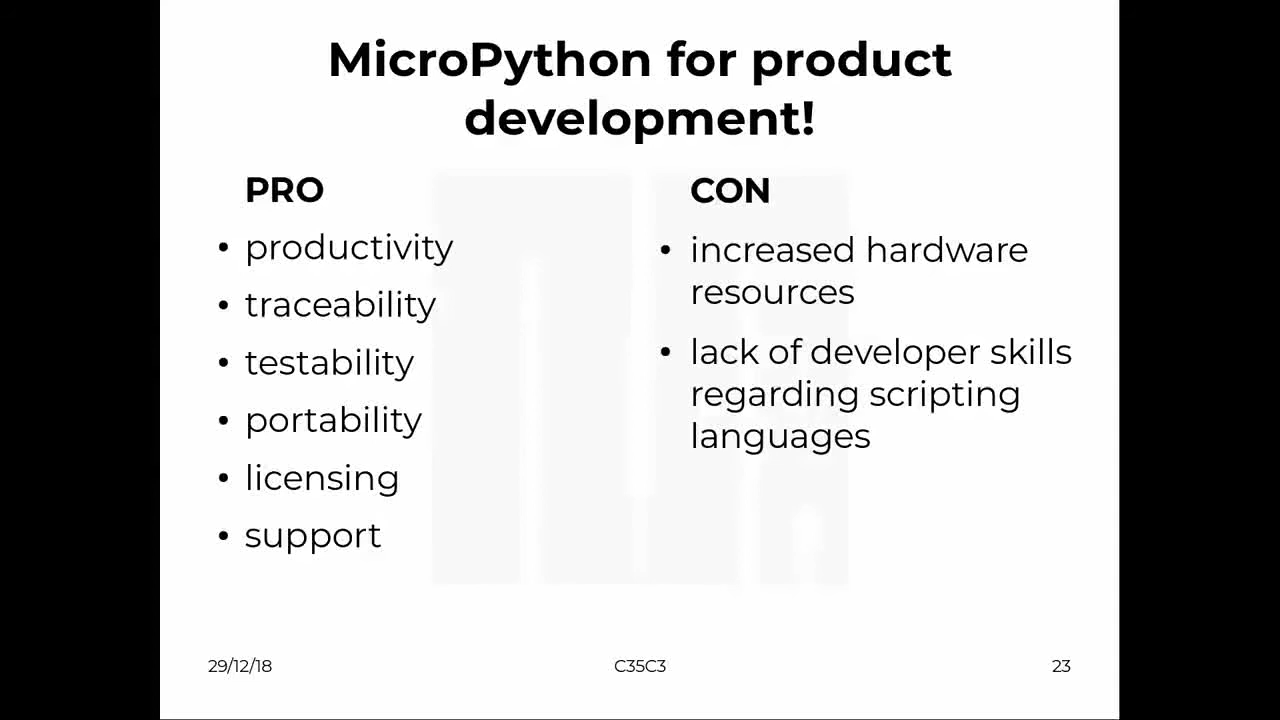 MicroPython for product
development!
PRO
• productivity
• traceability
• testability
• portability
• licensing
• support
CON
• increased hardware
resources
• lack of developer skills
regarding scripting
languages
29/12/18
C35C3
23